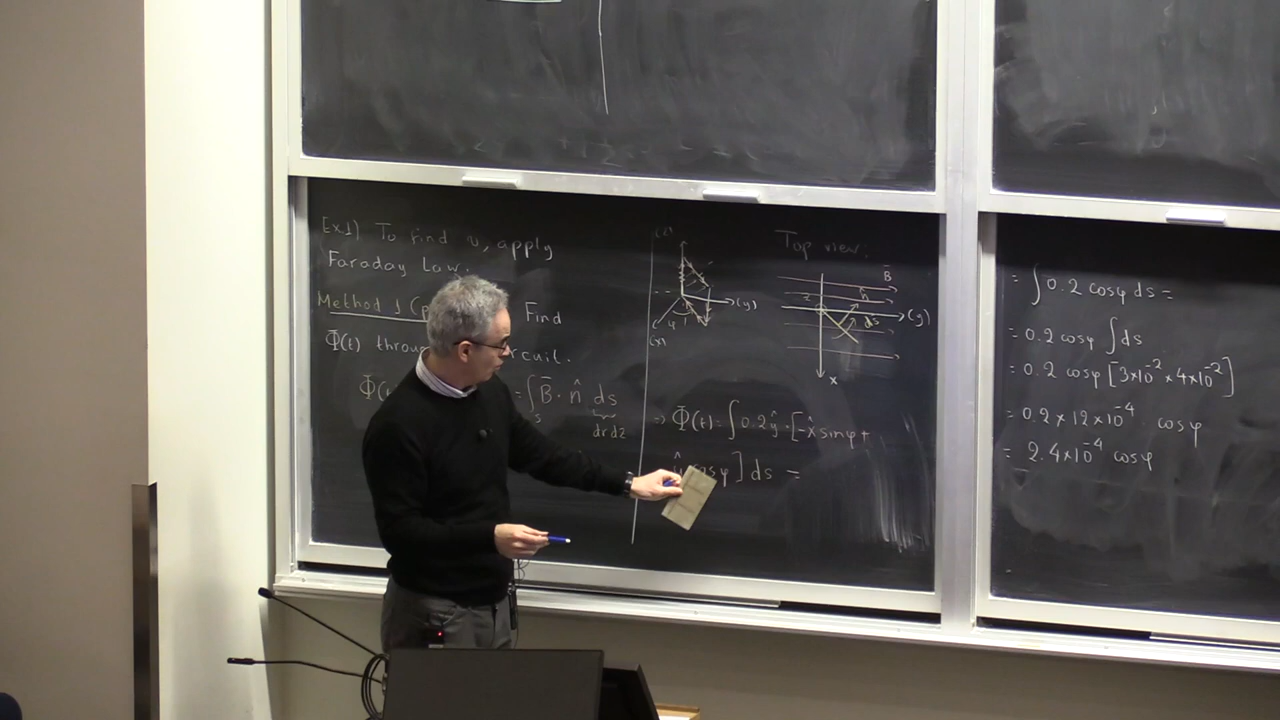 Ex1) To find v, apply
Faraday Law.
Method 1 (p Find
Φ̄(t) throu rcuit.
Φ̄(t = ∫ B̄ · n̂ ds
s
dr dz
(z)
(y)
(x)
Top view.
B̄
n̂
z
ds
(y)
x
⇒ Φ̄(t) = ∫ 0.2 ŷ · [-x̂ sinφ +
ŷ cosφ ] ds =
= ∫ 0.2 cosφ ds =
= 0.2 cosφ ∫ ds
= 0.2 cosφ [3×10⁻² × 4×10⁻²]
= 0.2 × 12 × 10⁻⁴ cosφ
= 2.4×10⁻⁴ cosφ